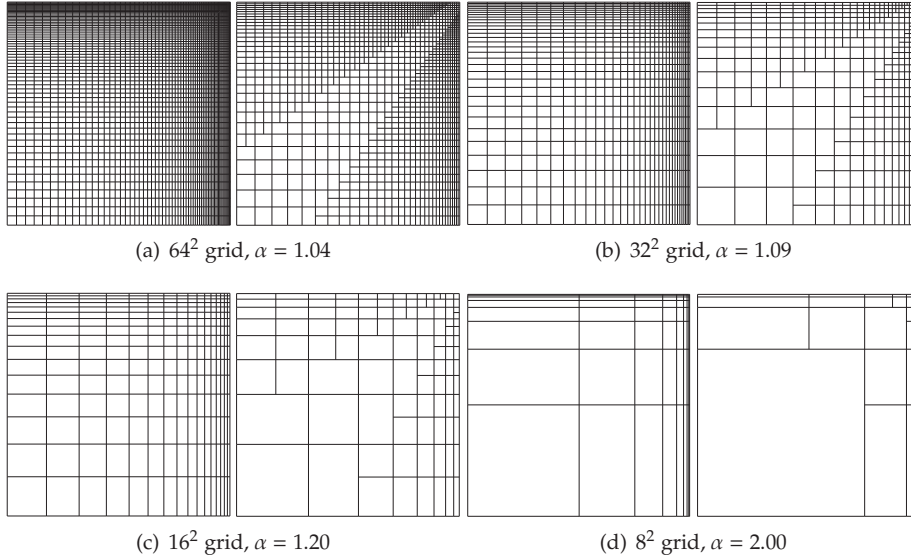 (a) 64² grid, α = 1.04
(b) 32² grid, α = 1.09
(c) 16² grid, α = 1.20
(d) 8² grid, α = 2.00